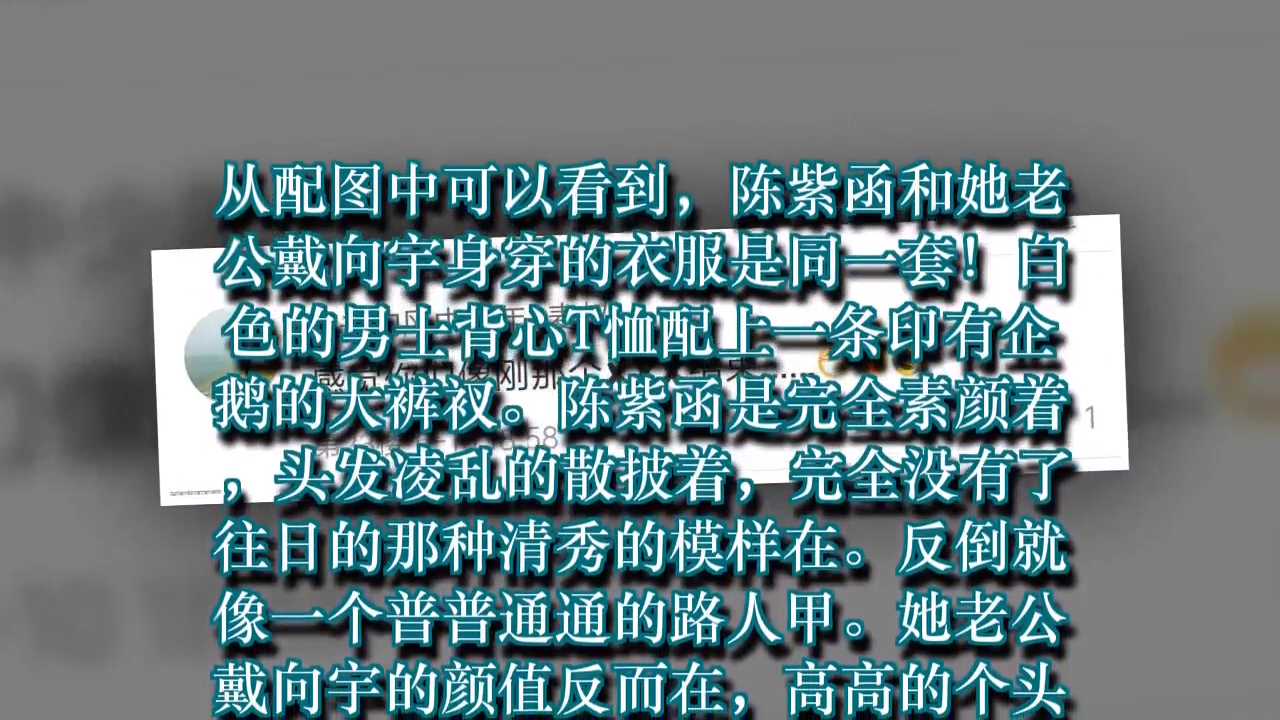 从配图中可以看到，陈紫函和她老
公戴向宇身穿的衣服是同一套！白
色的男士背心T恤配上一条印有企
鹅的大裤衩。陈紫函是完全素颜着
，头发凌乱的散披着，完全没有了
往日的那种清秀的模样在。反倒就
像一个普普通通的路人甲。她老公
戴向宇的颜值反而在，高高的个头
1